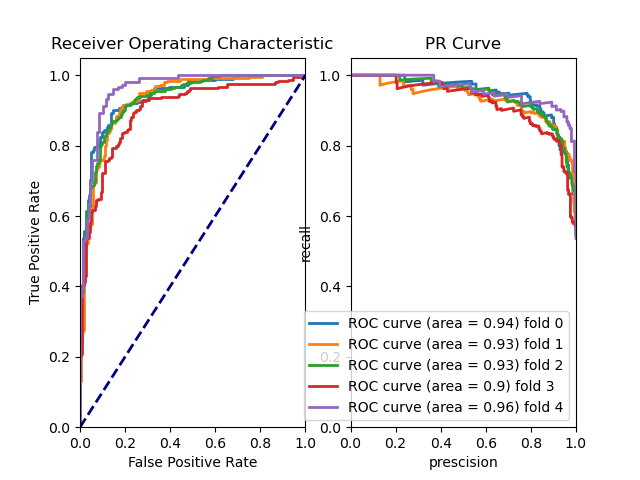 Receiver Operating Characteristic
PR Curve
True Positive Rate
1.0
0.8
0.6
0.4
0.2
0.0
0.0 0.2 0.4 0.6 0.8 1.0
False Positive Rate
recall
1.0
0.8
0.6
0.4
0.2
0.0
0.0 0.2 0.4 0.6 0.8 1.0
prescision
ROC curve (area = 0.94) fold 0
ROC curve (area = 0.93) fold 1
ROC curve (area = 0.93) fold 2
ROC curve (area = 0.9) fold 3
ROC curve (area = 0.96) fold 4